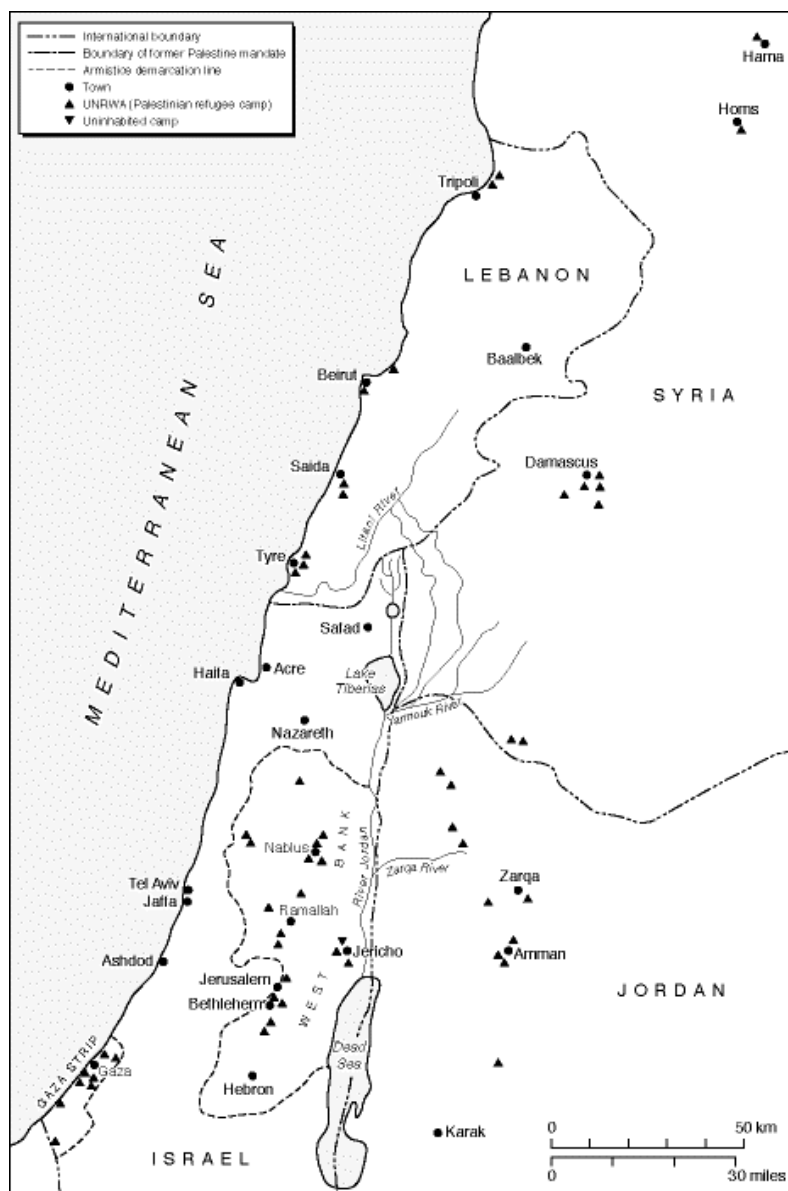 International boundary
Boundary of former Palestine mandate
Armistice demarcation line
Town
UNRWA (Palestinian refugee camp)
Uninhabited camp
Hama
Homs
Tripoli
LEBANON
MEDITERRANEAN SEA
Baalbek
Beirut
SYRIA
Saida
Damascus
Litani River
Tyre
Safad
Acre
Haifa
Lake
Tiberias
Yarmouk River
Nazareth
WEST BANK
Nablus
River Jordan
Zarqa River
Tel Aviv
Jaffa
Zarqa
Ramallah
Jericho
Amman
Ashdod
Jerusalem
Bethlehem
JORDAN
Dead
Sea
GAZA STRIP
Gaza
Hebron
Karak
ISRAEL
0 50 km
0 30 miles